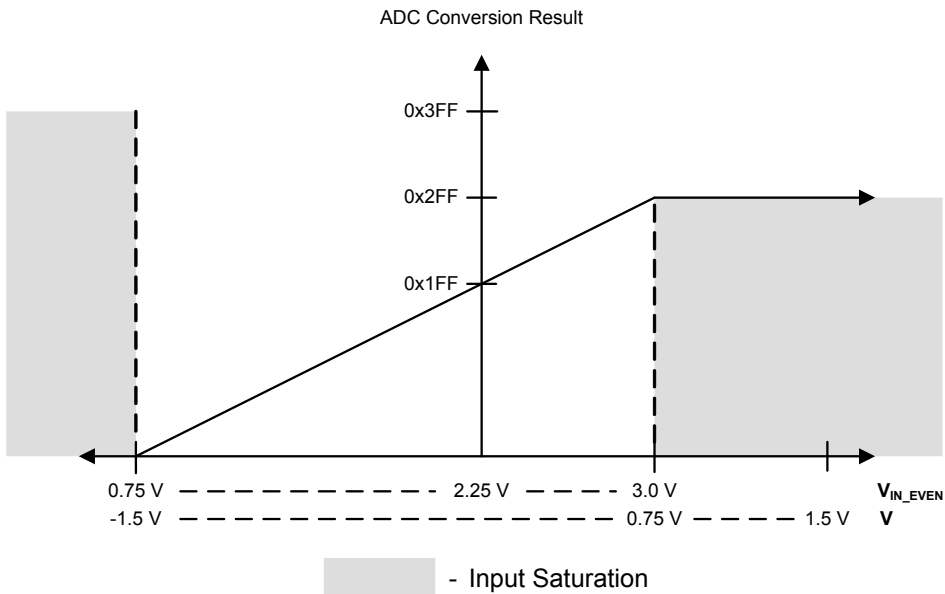 ADC Conversion Result
0x3FF
0x2FF
0x1FF
0.75 V 2.25 V 3.0 V VIN_EVEN
-1.5 V 0.75 V 1.5 V V
- Input Saturation